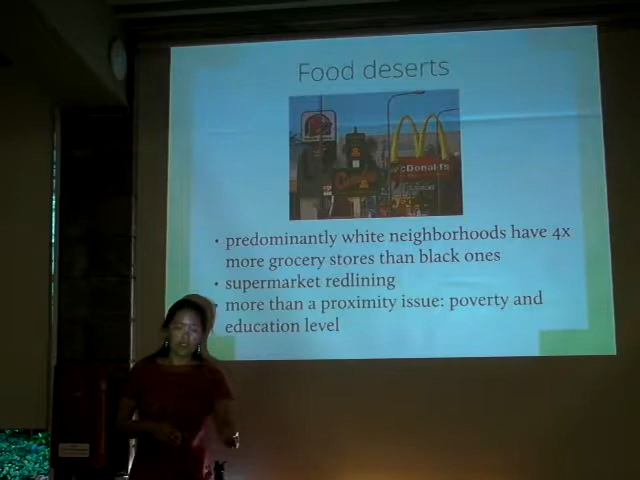 Food deserts
McDonald's
• predominantly white neighborhoods have 4x
more grocery stores than black ones
• supermarket redlining
• more than a proximity issue: poverty and
education level